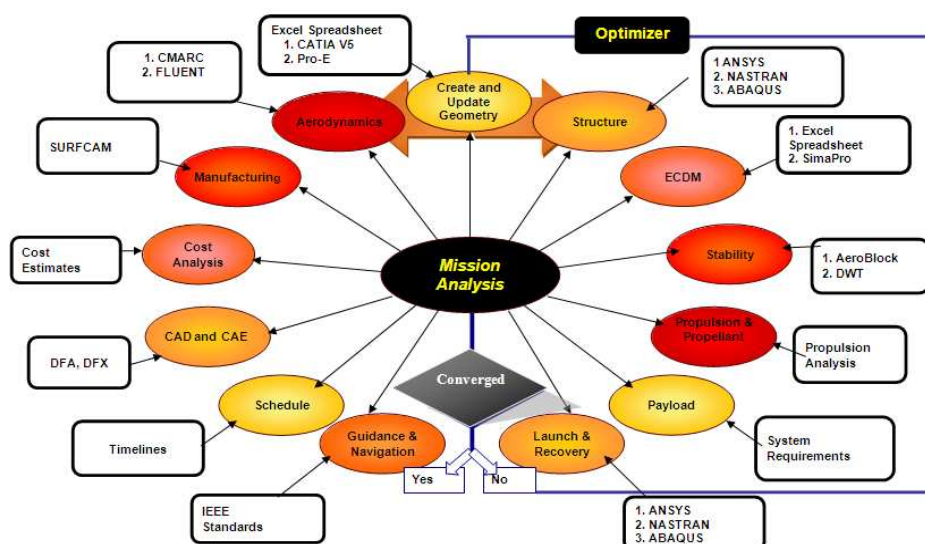 Excel Spreadsheet
1. CATIA V5
2. Pro-E
Optimizer
1. CMARC
2. FLUENT
1 ANSYS
2. NASTRAN
3. ABAQUS
Create and
Update
Geometry
Aerodynamics
Structure
SURFCAM
Manufacturing
ECDM
1. Excel
Spreadsheet
2. SimaPro
Cost
Estimates
Cost
Analysis
Mission
Analysis
Stability
1. AeroBlock
2. DWT
DFA, DFX
CAD and CAE
Propulsion &
Propellant
Propulsion
Analysis
Converged
Timelines
Schedule
Payload
System
Requirements
Guidance &
Navigation
Launch &
Recovery
Yes
No
IEEE
Standards
1. ANSYS
2. NASTRAN
3. ABAQUS